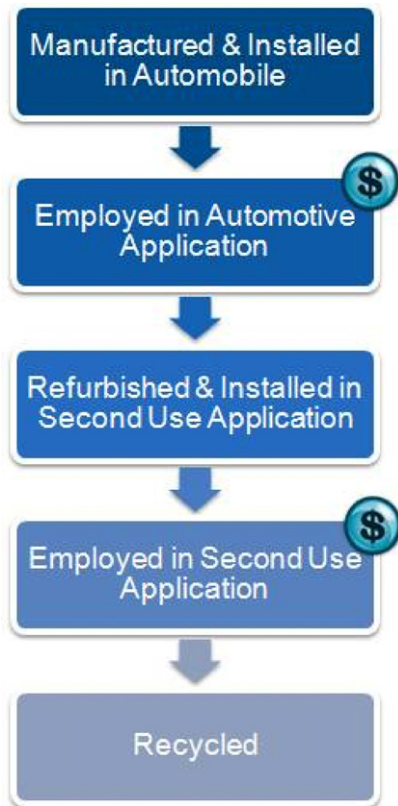 Manufactured & Installed
in Automobile
$
Employed in Automotive
Application
Refurbished & Installed in
Second Use Application
$
Employed in Second Use
Application
Recycled